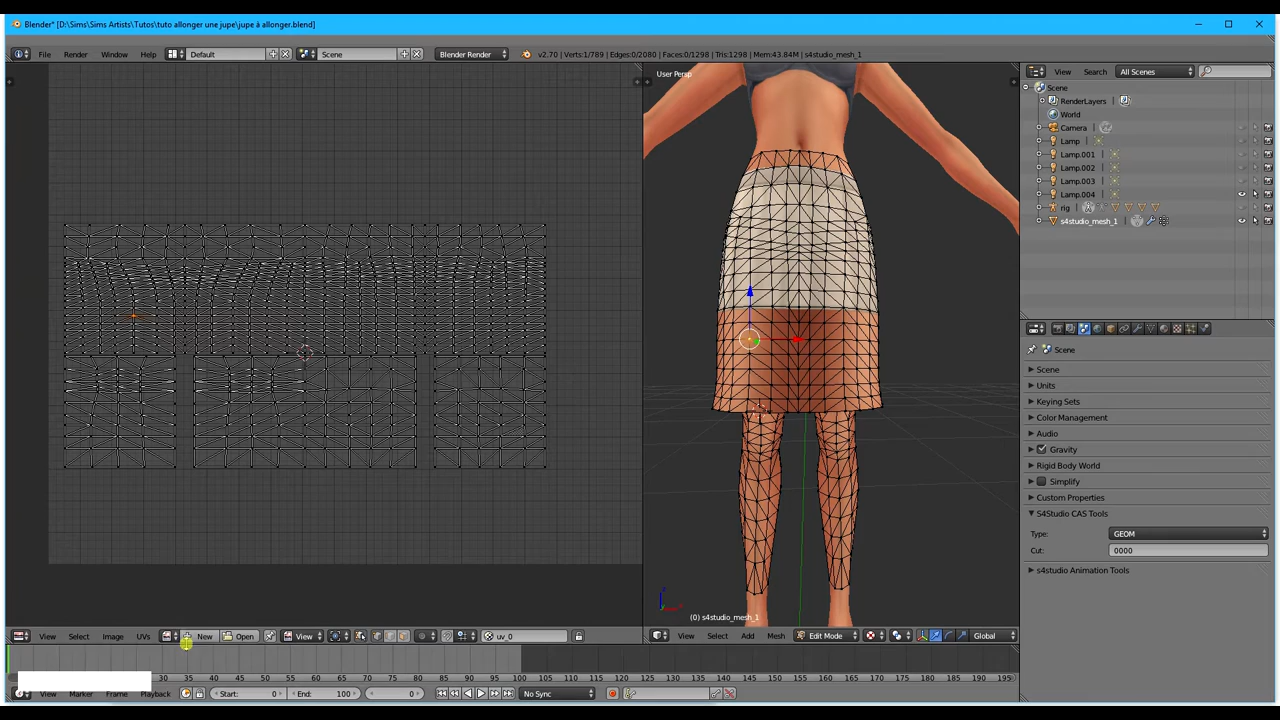 Blender* [D:\Sims\Sims Artists\Tutos\tuto allonger une jupe\jupe à allonger.blend]
File Render Window Help Default Scene Blender Render v2.70 | Verts:1/789 | Edges:0/2080 | Faces:0/1298 | Tris:1298 | Mem:43.84M | s4studio_mesh_1
View Search All Scenes
User Persp
Scene
RenderLayers
World
Camera
Lamp
Lamp.001
Lamp.002
Lamp.003
Lamp.004
rig
s4studio_mesh_1
Scene
Scene
Units
Keying Sets
Color Management
Audio
Gravity
Rigid Body World
Simplify
Custom Properties
S4Studio CAS Tools
Type: GEOM
Cut: 0000
s4studio Animation Tools
(0) s4studio_mesh_1
View Select Image UVs New Open View uv_0
View Select Add Mesh Edit Mode Global
30 35 40 45 50 55 60 65 70 75 80 85 90 95 100 105 110 115 120 125 130 135 140 145 150 155 160 165 170 175 180 185 190 195
View Marker Frame Playback Start: 0 End: 100 0 No Sync